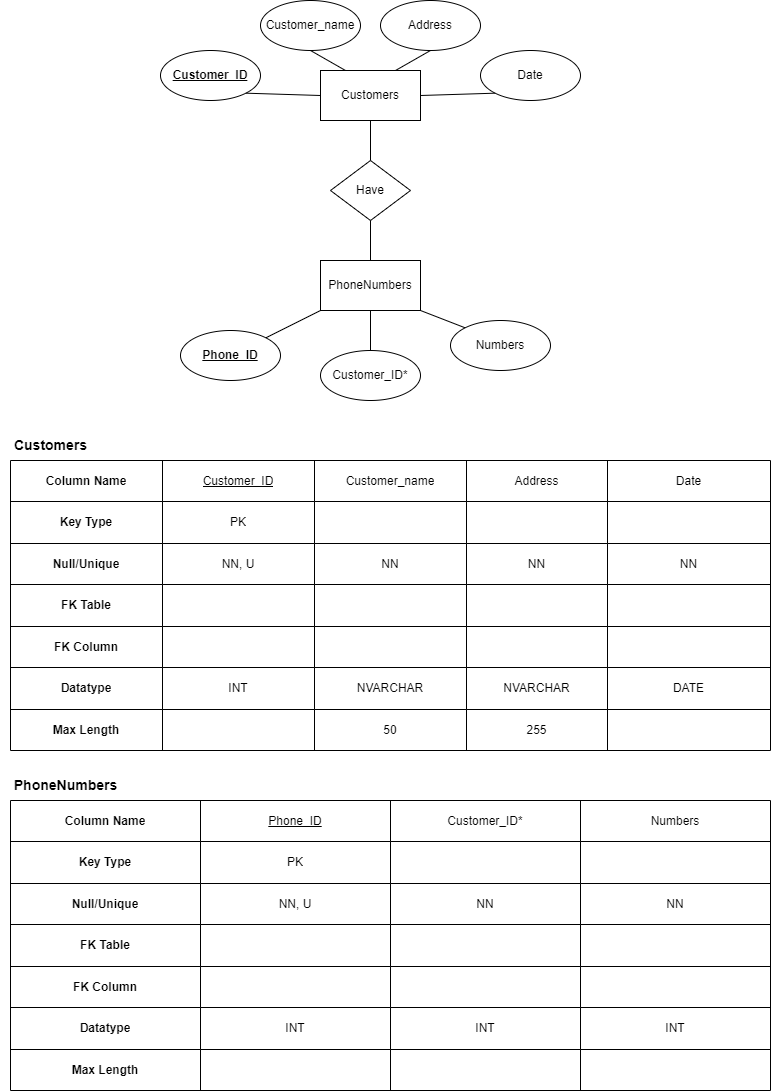 Customer_name
Address
Customer_ID
Date
Customers
Have
PhoneNumbers
Phone_ID
Customer_ID*
Numbers
Customers
Column Name Customer_ID Customer_name Address Date
Key Type PK
Null/Unique NN, U NN NN NN
FK Table
FK Column
Datatype INT NVARCHAR NVARCHAR DATE
Max Length 50 255
PhoneNumbers
Column Name Phone_ID Customer_ID* Numbers
Key Type PK
Null/Unique NN, U NN NN
FK Table
FK Column
Datatype INT INT INT
Max Length